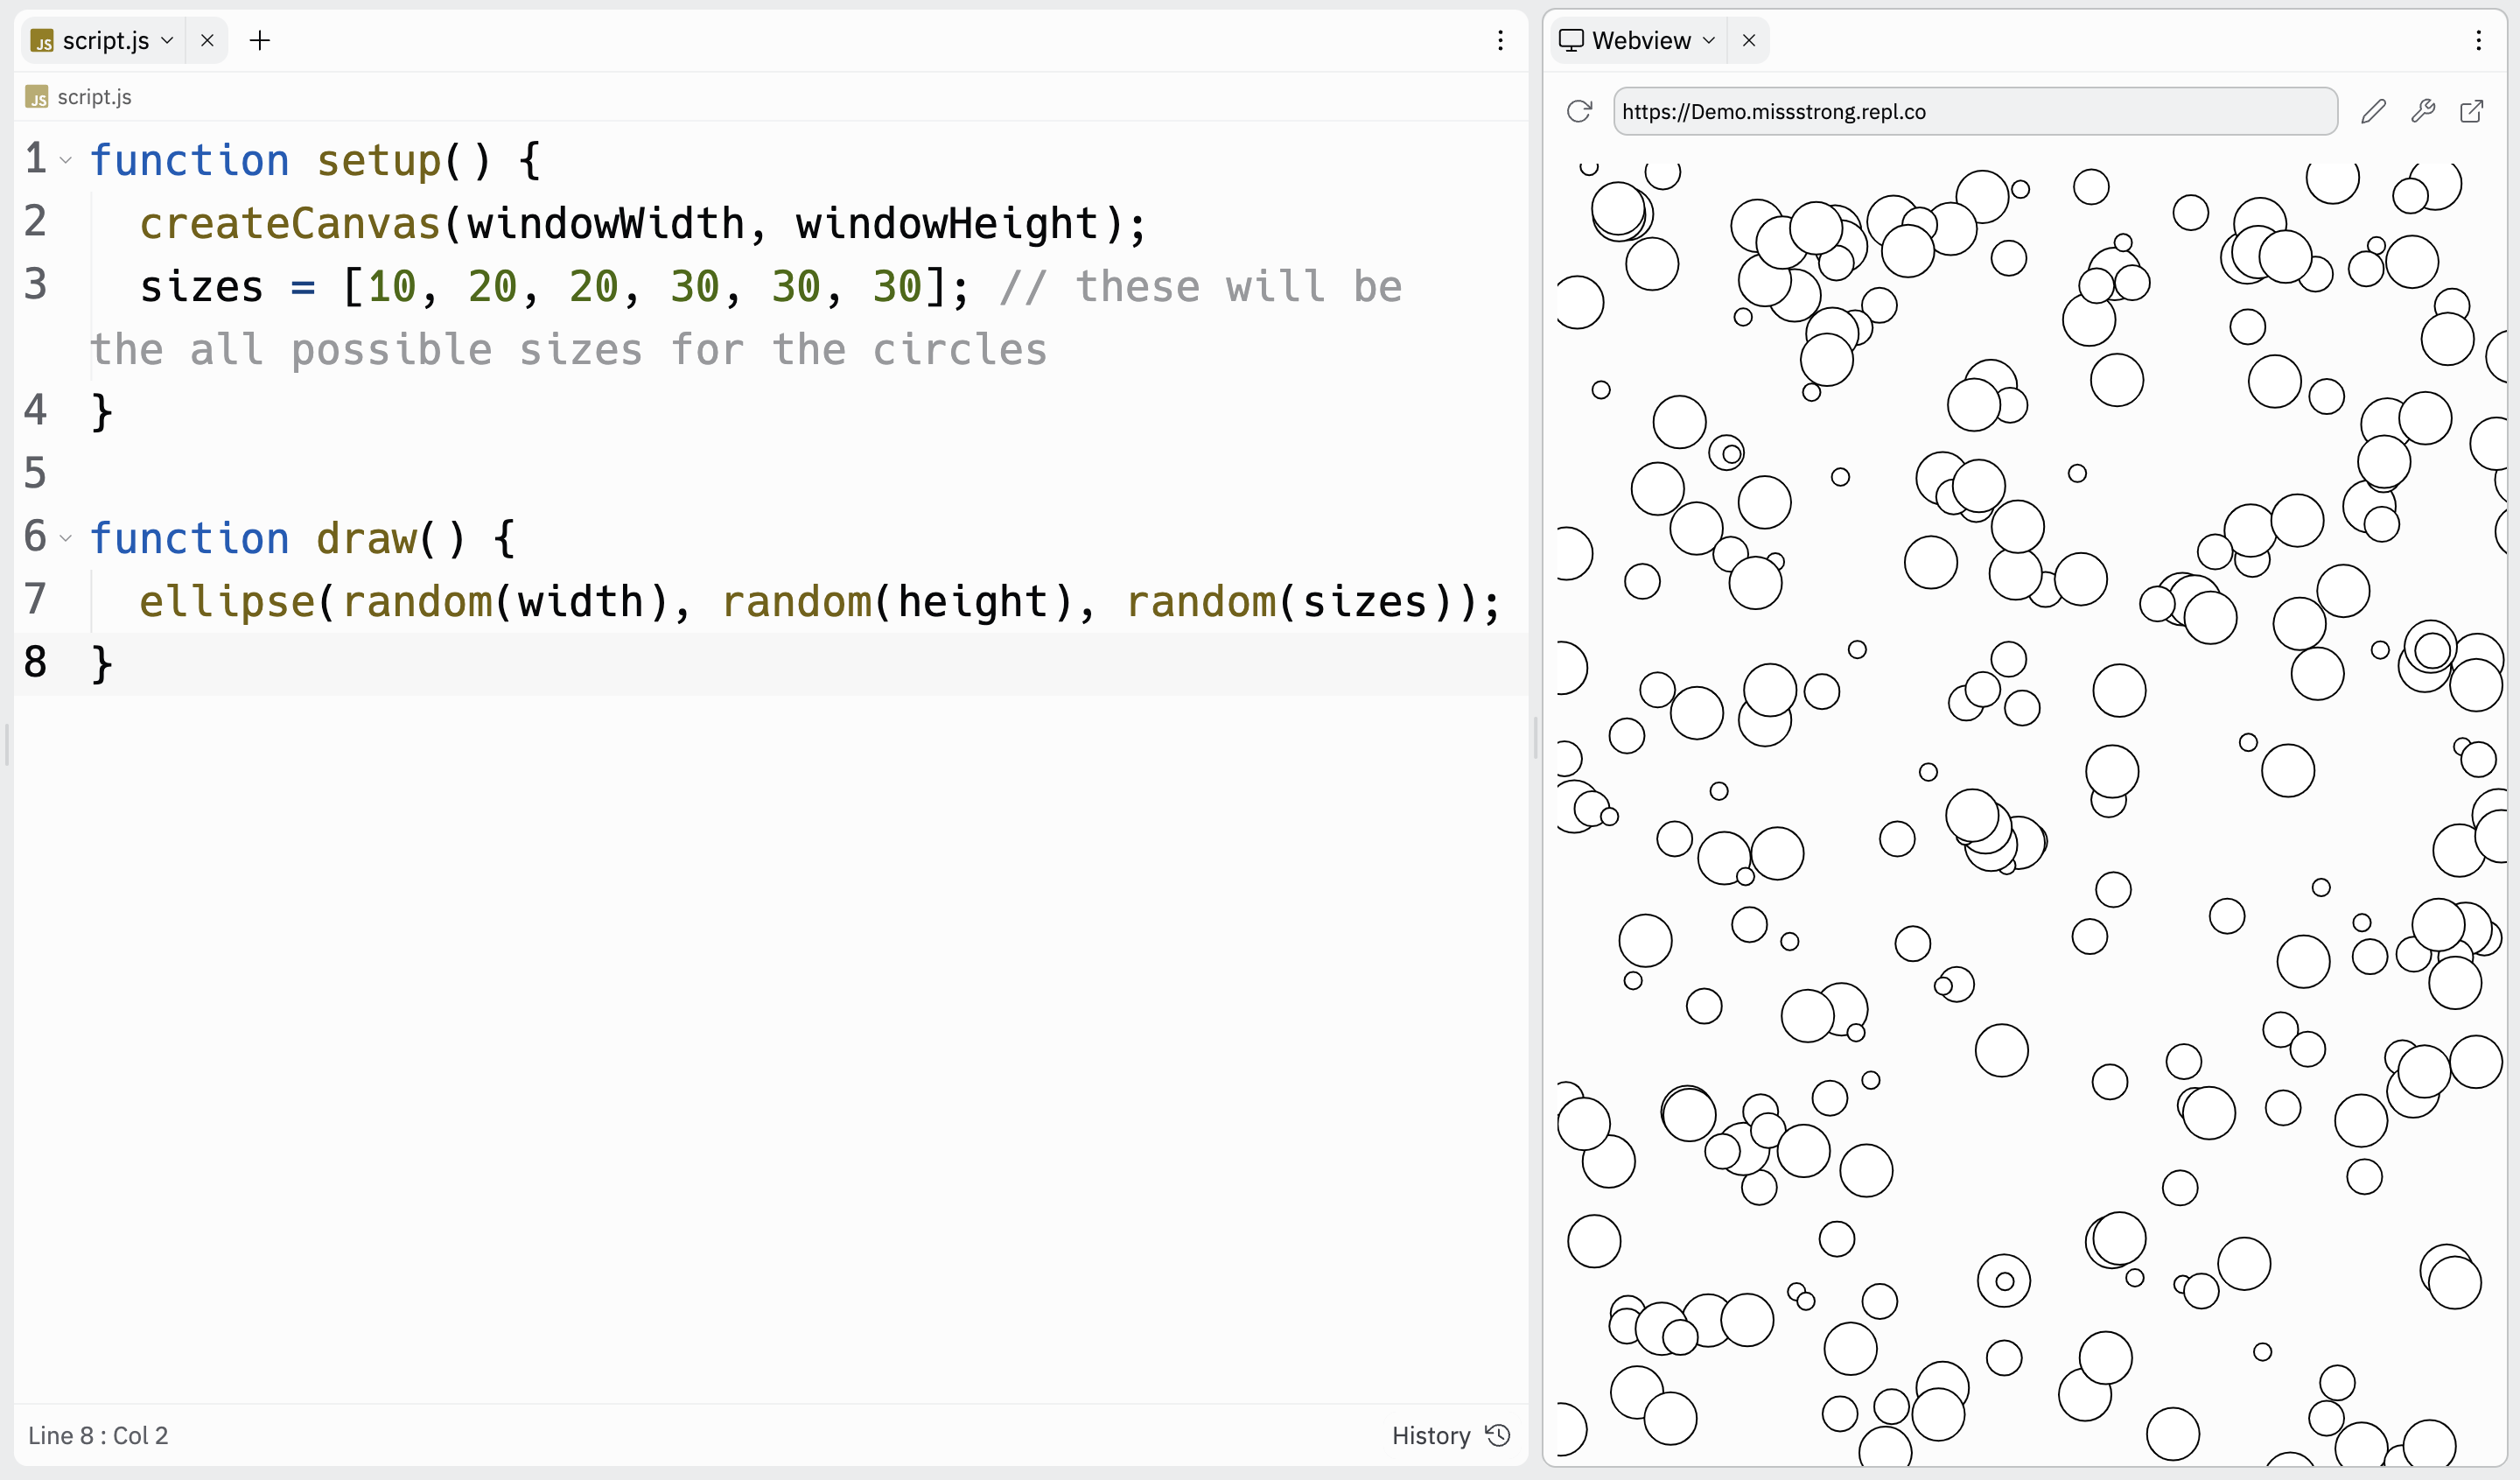 JS script.js
JS script.js
1 function setup() {
2 createCanvas(windowWidth, windowHeight);
3 sizes = [10, 20, 20, 30, 30, 30]; // these will be
the all possible sizes for the circles
4 }
5
6 function draw() {
7 ellipse(random(width), random(height), random(sizes));
8 }
Line 8 : Col 2
History
Webview
https://Demo.missstrong.repl.co